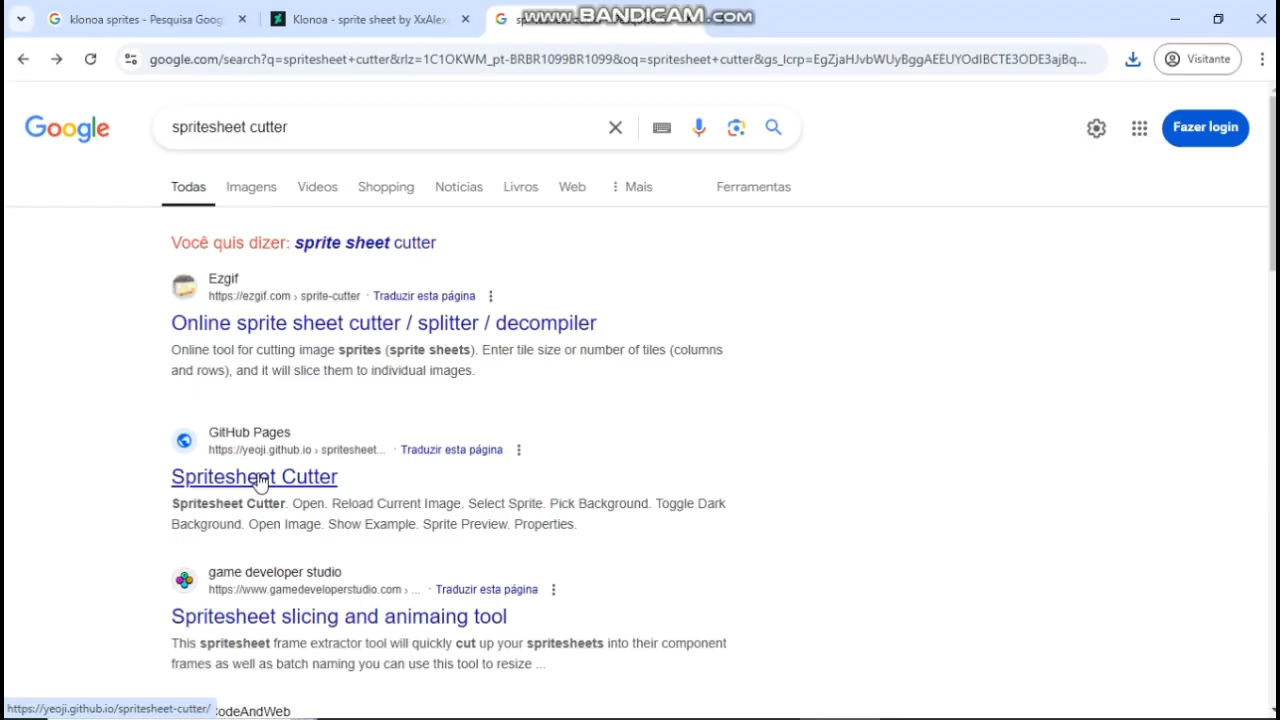 klonoa sprites - Pesquisa Goog
Klonoa - sprite sheet by XxAlex
www.BANDICAM.COM
google.com/search?q=spritesheet+cutter&rlz=1C1OKWM_pt-BRBR1099BR1099&oq=spritesheet+cutter&gs_lcrp=EgZjaHJvbWUyBggAEEUYOdIBCTE3ODE3ajBq...
Visitante
Google
spritesheet cutter
Fazer login
Todas
Imagens
Videos
Shopping
Noticias
Livros
Web
Mais
Ferramentas
Você quis dizer: sprite sheet cutter
Ezgif
https://ezgif.com › sprite-cutter · Traduzir esta página
Online sprite sheet cutter / splitter / decompiler
Online tool for cutting image sprites (sprite sheets). Enter tile size or number of tiles (columns
and rows), and it will slice them to individual images.
GitHub Pages
https://yeoji.github.io › spritesheet... · Traduzir esta página
Spritesheet Cutter
Spritesheet Cutter. Open. Reload Current Image. Select Sprite. Pick Background. Toggle Dark
Background. Open Image. Show Example. Sprite Preview. Properties.
game developer studio
https://www.gamedeveloperstudio.com › ... · Traduzir esta página
Spritesheet slicing and animaing tool
This spritesheet frame extractor tool will quickly cut up your spritesheets into their component
frames as well as batch naming you can use this tool to resize ...
https://yeoji.github.io/spritesheet-cutter/
CodeAndWeb